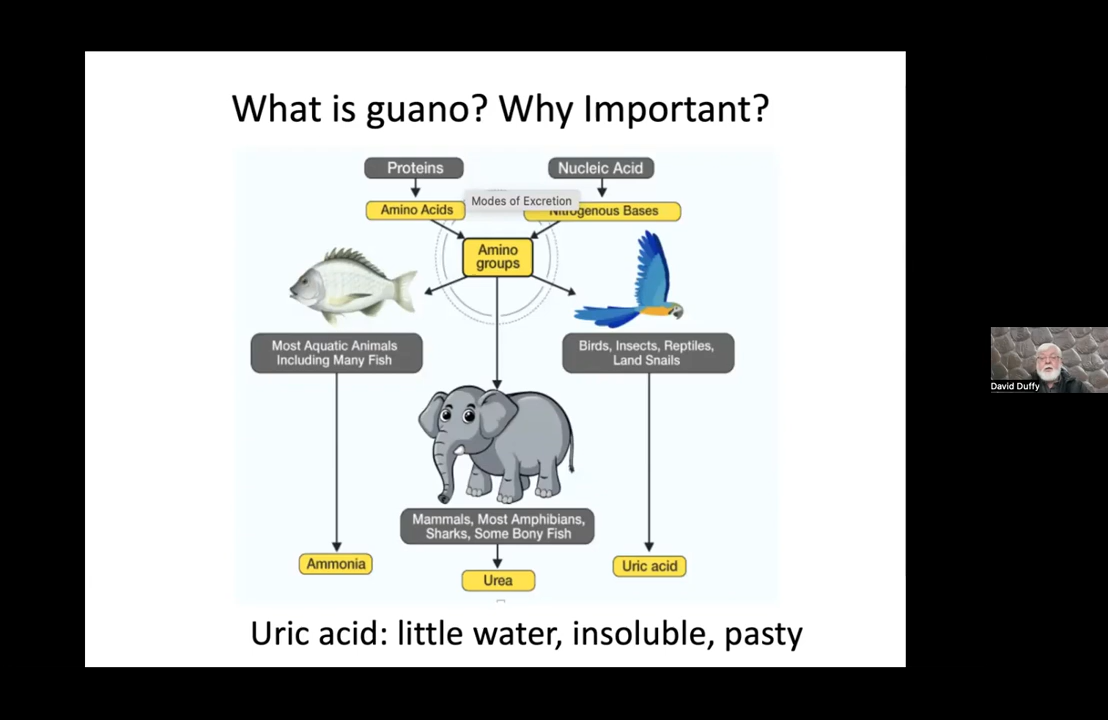 What is guano? Why Important?
Proteins
Nucleic Acid
Modes of Excretion
Amino Acids
Nitrogenous Bases
Amino
groups
Most Aquatic Animals
Including Many Fish
Birds, Insects, Reptiles,
Land Snails
Mammals, Most Amphibians,
Sharks, Some Bony Fish
Ammonia
Urea
Uric acid
Uric acid: little water, insoluble, pasty
David Duffy